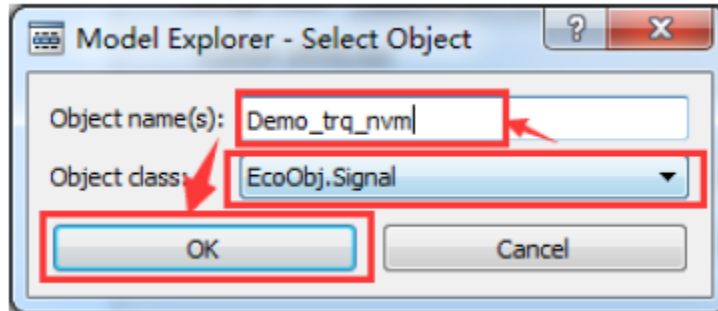 Model Explorer - Select Object
Object name(s): Demo_trq_nvm
Object class: EcoObj.Signal
OK Cancel